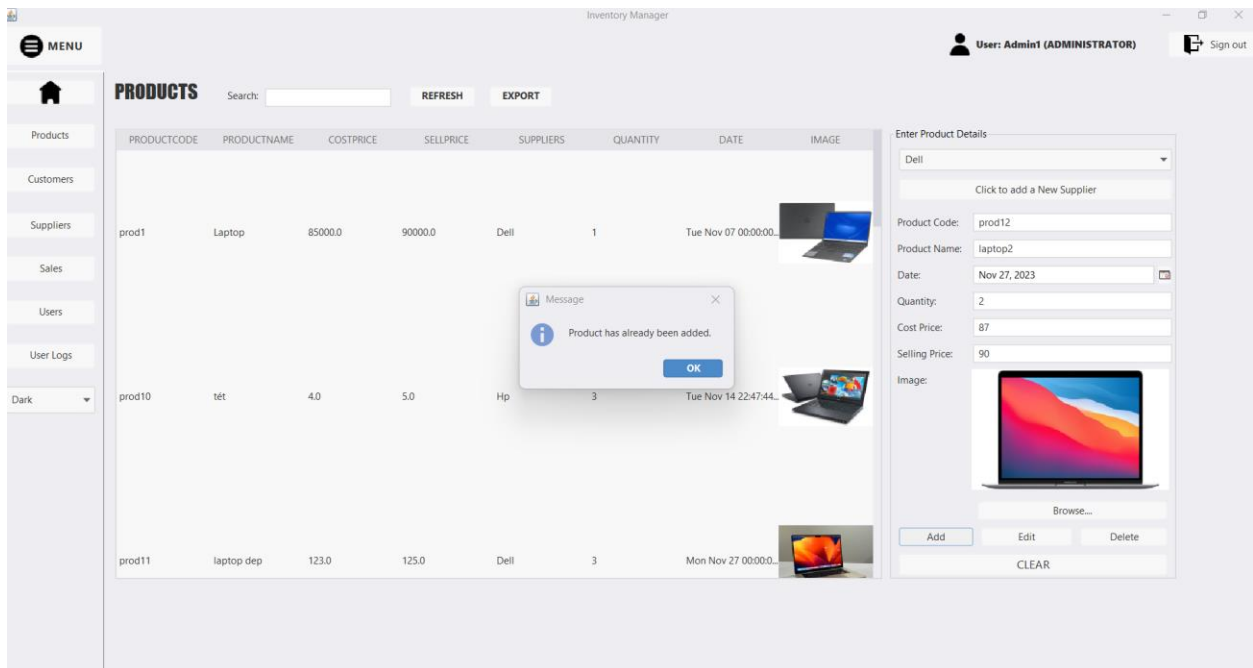 Inventory Manager
MENU
User: Admin1 (ADMINISTRATOR)
Sign out
PRODUCTS
Search:
REFRESH
EXPORT
Products
Customers
Suppliers
Sales
Users
User Logs
Dark
PRODUCTCODE PRODUCTNAME COSTPRICE SELLPRICE SUPPLIERS QUANTITY DATE IMAGE
prod1 Laptop 85000.0 90000.0 Dell 1 Tue Nov 07 00:00:00...
prod10 tét 4.0 5.0 Hp 3 Tue Nov 14 22:47:44...
prod11 laptop dep 123.0 125.0 Dell 3 Mon Nov 27 00:00:0...
Message
Product has already been added.
OK
Enter Product Details
Dell
Click to add a New Supplier
Product Code: prod12
Product Name: laptop2
Date: Nov 27, 2023
Quantity: 2
Cost Price: 87
Selling Price: 90
Image:
Browse...
Add Edit Delete
CLEAR